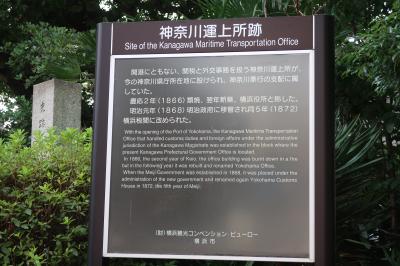 神奈川運上所跡
Site of the Kanagawa Maritime Transportation Office
開港にともない、関税と外交事務を扱う神奈川運上所が、
今の神奈川県庁所在地に設けられ、神奈川奉行の支配に属
していた。
慶応2年(1866)類焼、翌年新築、横浜役所と称した。
明治元年(1868)明治政府に移管され同5年(1872)
横浜税関に改められた。
With the opening of the Port of Yokohama, the Kanagawa Maritime Transportation
Office that handled customs duties and foreign affairs under the administrative
jurisdiction of the Kanagawa Magistrate was established in the block where the
present Kanagawa Prefectural Government Office is located.
In 1866, the second year of Keio, the office building was burnt down in a fire
but in the following year it was rebuilt and renamed Yokohama Office.
When the Meiji Government was established in 1868, it was placed under the
administration of the new government and renamed again Yokohama Customs
House in 1872, the fifth year of Meiji.
(財)横浜観光コンベンション・ビューロー
横浜市